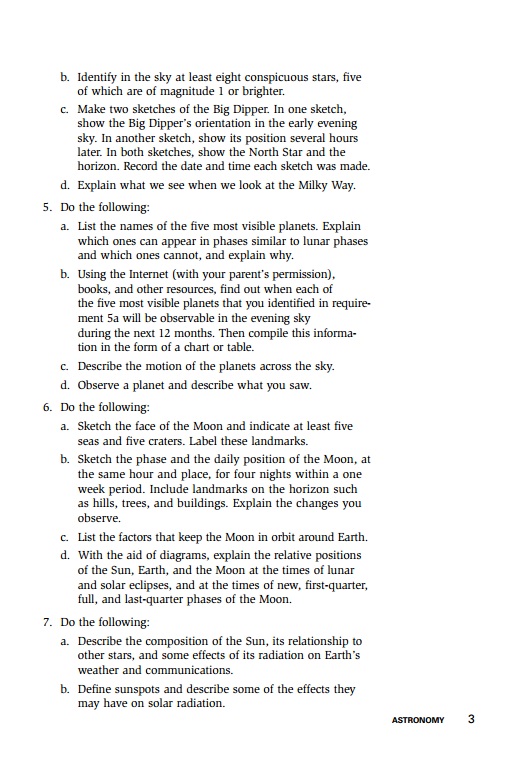 b. Identify in the sky at least eight conspicuous stars, five
of which are of magnitude 1 or brighter.
c. Make two sketches of the Big Dipper. In one sketch,
show the Big Dipper's orientation in the early evening
sky. In another sketch, show its position several hours
later. In both sketches, show the North Star and the
horizon. Record the date and time each sketch was made.
d. Explain what we see when we look at the Milky Way.
5. Do the following:
a. List the names of the five most visible planets. Explain
which ones can appear in phases similar to lunar phases
and which ones cannot, and explain why.
b. Using the Internet (with your parent's permission),
books, and other resources, find out when each of
the five most visible planets that you identified in require-
ment 5a will be observable in the evening sky
during the next 12 months. Then compile this informa-
tion in the form of a chart or table.
c. Describe the motion of the planets across the sky.
d. Observe a planet and describe what you saw.
6. Do the following:
a. Sketch the face of the Moon and indicate at least five
seas and five craters. Label these landmarks.
b. Sketch the phase and the daily position of the Moon, at
the same hour and place, for four nights within a one
week period. Include landmarks on the horizon such
as hills, trees, and buildings. Explain the changes you
observe.
c. List the factors that keep the Moon in orbit around Earth.
d. With the aid of diagrams, explain the relative positions
of the Sun, Earth, and the Moon at the times of lunar
and solar eclipses, and at the times of new, first-quarter,
full, and last-quarter phases of the Moon.
7. Do the following:
a. Describe the composition of the Sun, its relationship to
other stars, and some effects of its radiation on Earth's
weather and communications.
b. Define sunspots and describe some of the effects they
may have on solar radiation.
ASTRONOMY 3